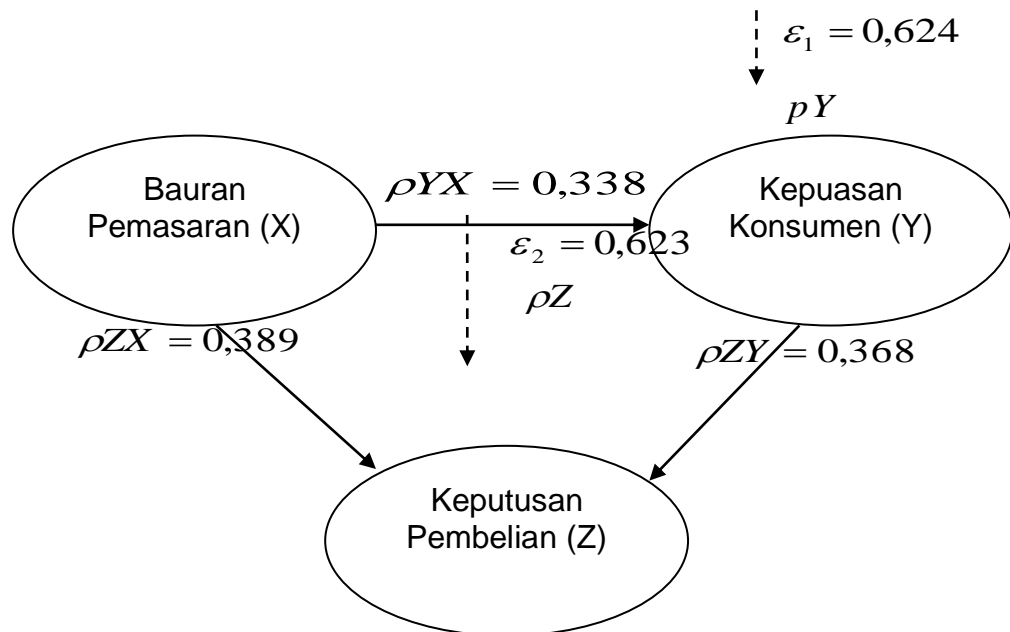 ε₁ = 0,624
pY
Bauran
Pemasaran (X)
ρYX = 0,338
Kepuasan
Konsumen (Y)
ε₂ = 0,623
ρZ
ρZX = 0,389
ρZY = 0,368
Keputusan
Pembelian (Z)